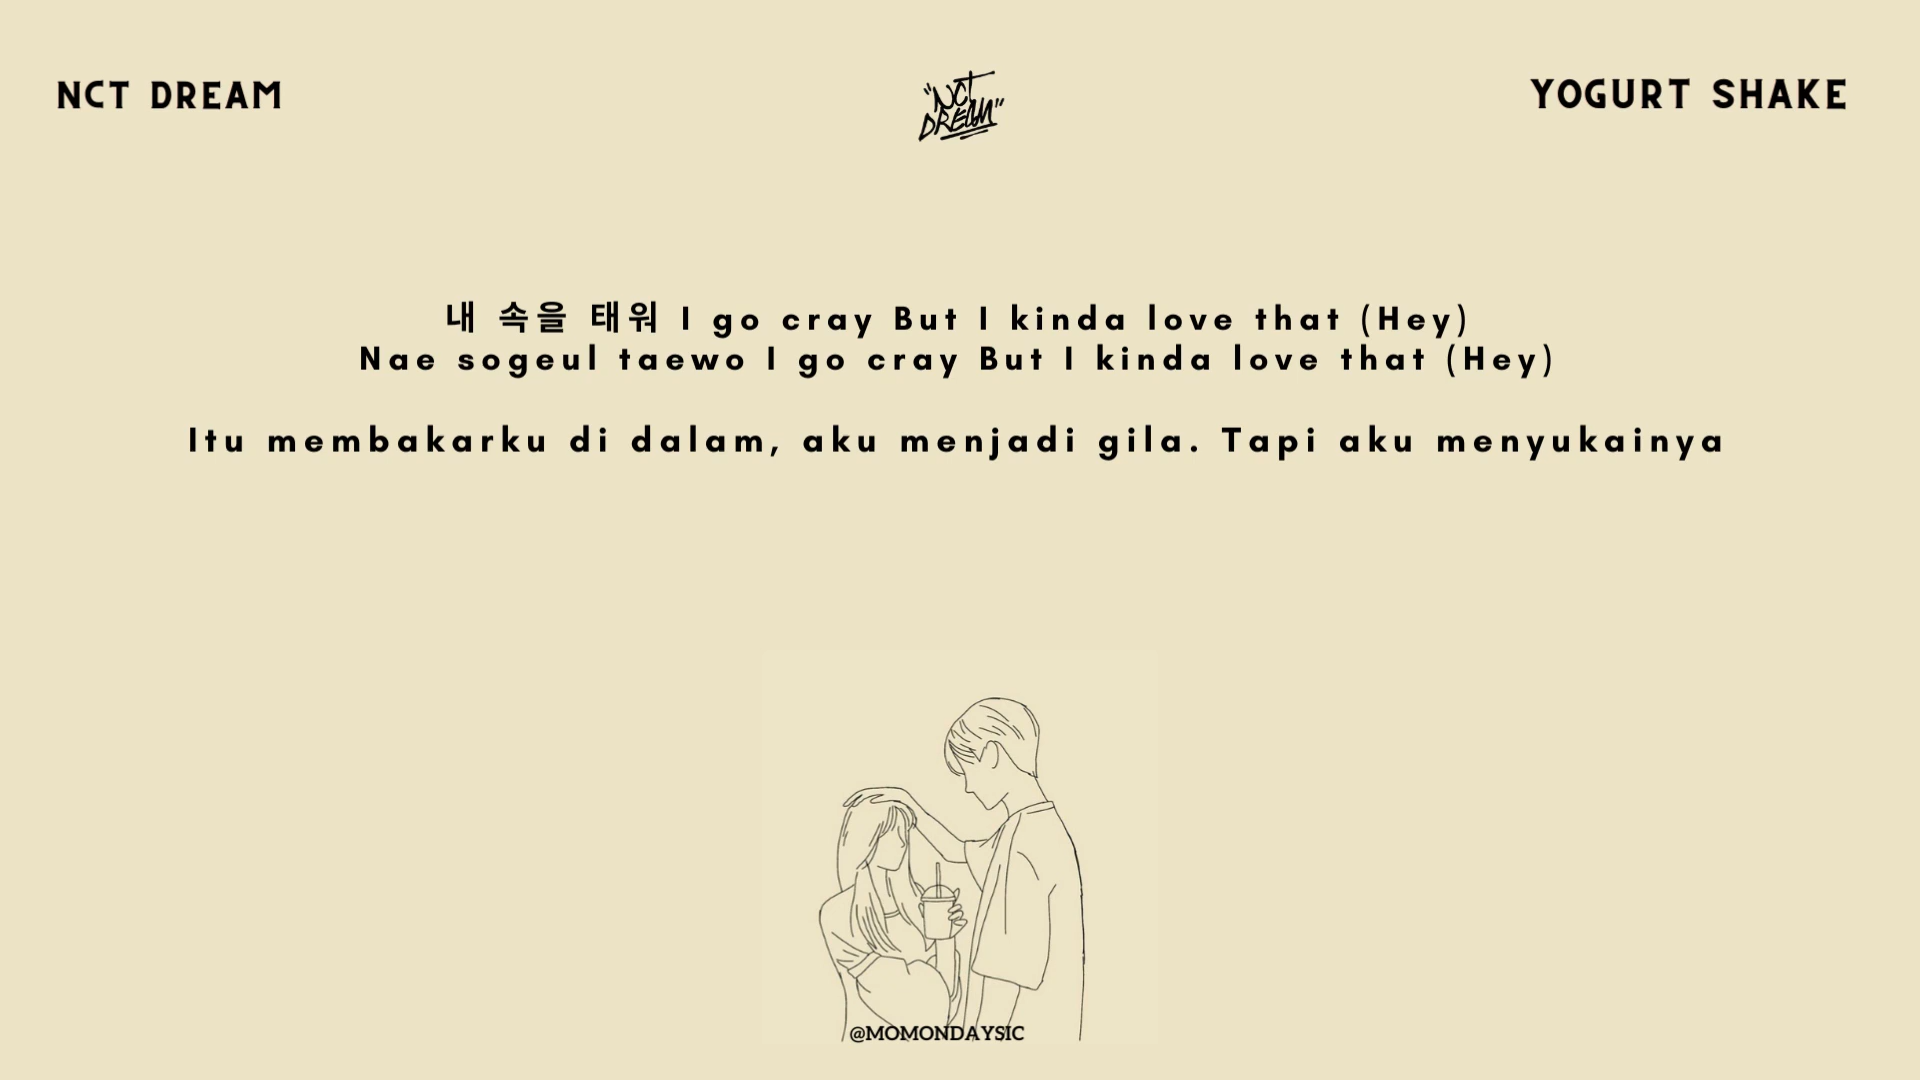 NCT DREAM
"NCT
DREAM"
YOGURT SHAKE
내 속을 태워 I go cray But I kinda love that (Hey)
Nae sogeul taewo I go cray But I kinda love that (Hey)
Itu membakarku di dalam, aku menjadi gila. Tapi aku menyukainya
@MOMONDAYSIC